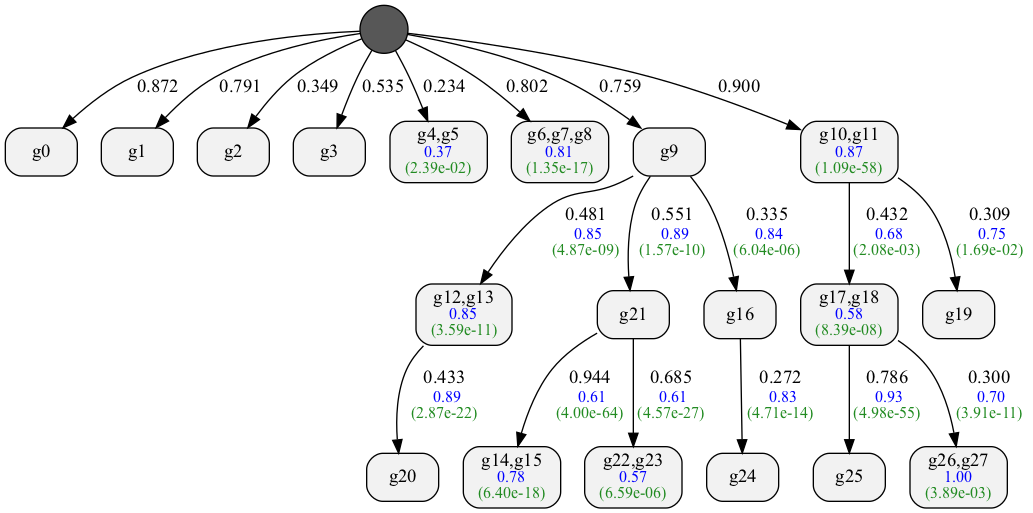 0.872
0.791
0.349
0.535
0.234
0.802
0.759
0.900
g0
g1
g2
g3
g4,g5
0.37
(2.39e-02)
g6,g7,g8
0.81
(1.35e-17)
g9
g10,g11
0.87
(1.09e-58)
0.481
0.85
(4.87e-09)
0.551
0.89
(1.57e-10)
0.335
0.84
(6.04e-06)
0.432
0.68
(2.08e-03)
0.309
0.75
(1.69e-02)
g12,g13
0.85
(3.59e-11)
g21
g16
g17,g18
0.58
(8.39e-08)
g19
0.433
0.89
(2.87e-22)
0.944
0.61
(4.00e-64)
0.685
0.61
(4.57e-27)
0.272
0.83
(4.71e-14)
0.786
0.93
(4.98e-55)
0.300
0.70
(3.91e-11)
g20
g14,g15
0.78
(6.40e-18)
g22,g23
0.57
(6.59e-06)
g24
g25
g26,g27
1.00
(3.89e-03)